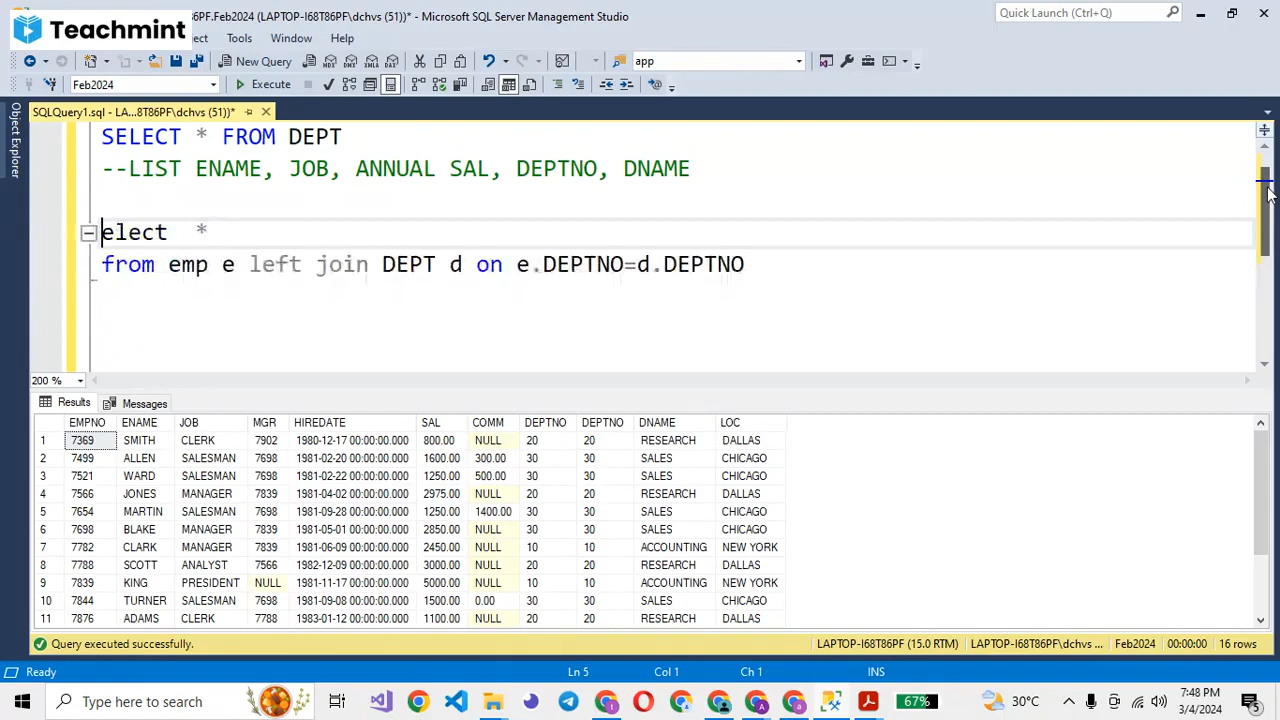 Teachmint
PF.Feb2024 (LAPTOP-I68T86PF\dchvs (51))* - Microsoft SQL Server Management Studio
Quick Launch (Ctrl+Q)
ect Tools Window Help
New Query MDX DMX XMLA DAX app
Feb2024 Execute
SQLQuery1.sql - LA...8T86PF\dchvs (51))*
Object Explorer
SELECT * FROM DEPT
--LIST ENAME, JOB, ANNUAL SAL, DEPTNO, DNAME
elect *
from emp e left join DEPT d on e.DEPTNO=d.DEPTNO
200 %
Results Messages
EMPNO ENAME JOB MGR HIREDATE SAL COMM DEPTNO DEPTNO DNAME LOC
1 7369 SMITH CLERK 7902 1980-12-17 00:00:00.000 800.00 NULL 20 20 RESEARCH DALLAS
2 7499 ALLEN SALESMAN 7698 1981-02-20 00:00:00.000 1600.00 300.00 30 30 SALES CHICAGO
3 7521 WARD SALESMAN 7698 1981-02-22 00:00:00.000 1250.00 500.00 30 30 SALES CHICAGO
4 7566 JONES MANAGER 7839 1981-04-02 00:00:00.000 2975.00 NULL 20 20 RESEARCH DALLAS
5 7654 MARTIN SALESMAN 7698 1981-09-28 00:00:00.000 1250.00 1400.00 30 30 SALES CHICAGO
6 7698 BLAKE MANAGER 7839 1981-05-01 00:00:00.000 2850.00 NULL 30 30 SALES CHICAGO
7 7782 CLARK MANAGER 7839 1981-06-09 00:00:00.000 2450.00 NULL 10 10 ACCOUNTING NEW YORK
8 7788 SCOTT ANALYST 7566 1982-12-09 00:00:00.000 3000.00 NULL 20 20 RESEARCH DALLAS
9 7839 KING PRESIDENT NULL 1981-11-17 00:00:00.000 5000.00 NULL 10 10 ACCOUNTING NEW YORK
10 7844 TURNER SALESMAN 7698 1981-09-08 00:00:00.000 1500.00 0.00 30 30 SALES CHICAGO
11 7876 ADAMS CLERK 7788 1983-01-12 00:00:00.000 1100.00 NULL 20 20 RESEARCH DALLAS
Query executed successfully. LAPTOP-I68T86PF (15.0 RTM) LAPTOP-I68T86PF\dchvs ... Feb2024 00:00:00 16 rows
Ready Ln 5 Col 1 Ch 1 INS
Type here to search 67% 30°C 7:48 PM
3/4/2024 5